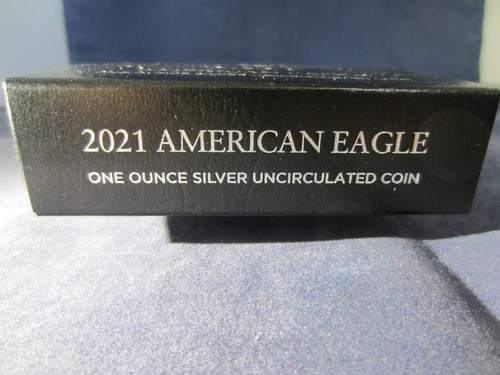 2021 AMERICAN EAGLE
ONE OUNCE SILVER UNCIRCULATED COIN